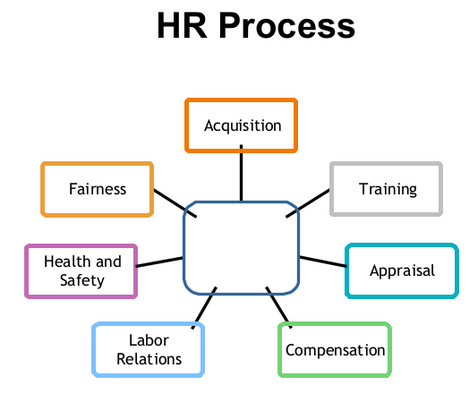 HR Process
Acquisition
Fairness
Training
Health and
Safety
Appraisal
Labor
Relations
Compensation